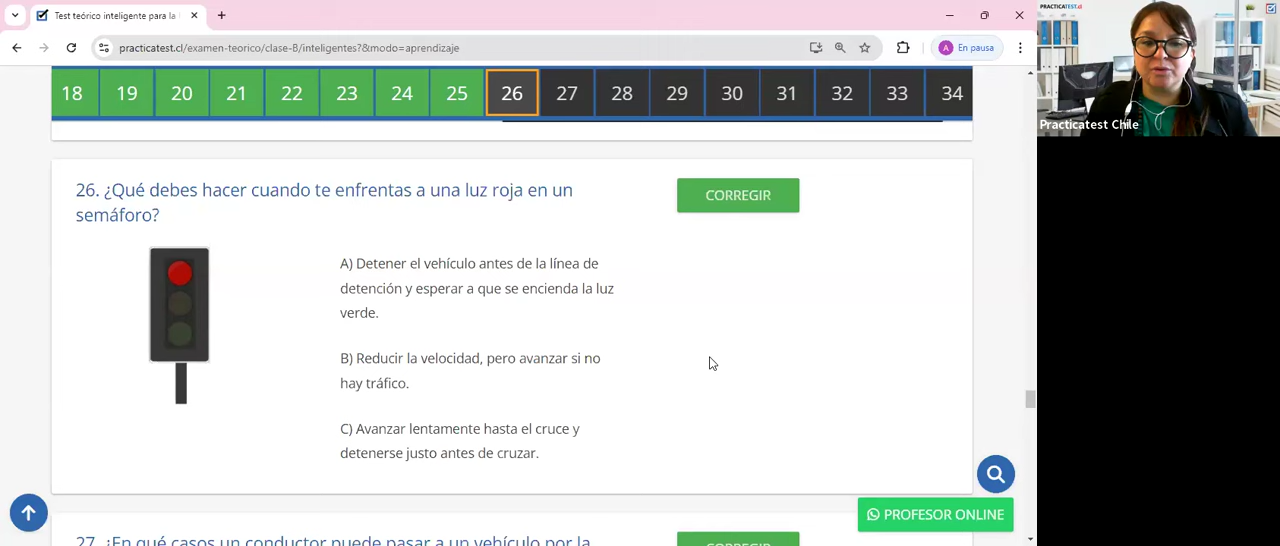 Test teórico inteligente para la l
practicatest.cl/examen-teorico/clase-B/inteligentes?&modo=aprendizaje
A En pausa
18 19 20 21 22 23 24 25 26 27 28 29 30 31 32 33 34
26. ¿Qué debes hacer cuando te enfrentas a una luz roja en un
semáforo?
CORREGIR
A) Detener el vehículo antes de la línea de
detención y esperar a que se encienda la luz
verde.
B) Reducir la velocidad, pero avanzar si no
hay tráfico.
C) Avanzar lentamente hasta el cruce y
detenerse justo antes de cruzar.
PROFESOR ONLINE
27. ¿En qué casos un conductor puede pasar a un vehículo por la
CORREGIR
PRACTICATEST.cl
Practicatest Chile